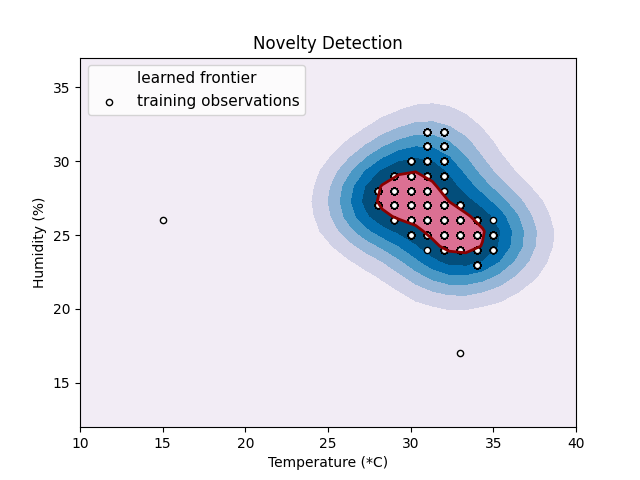 Novelty Detection
learned frontier
training observations
35
30
25
20
15
Humidity (%)
10 15 20 25 30 35 40
Temperature (*C)